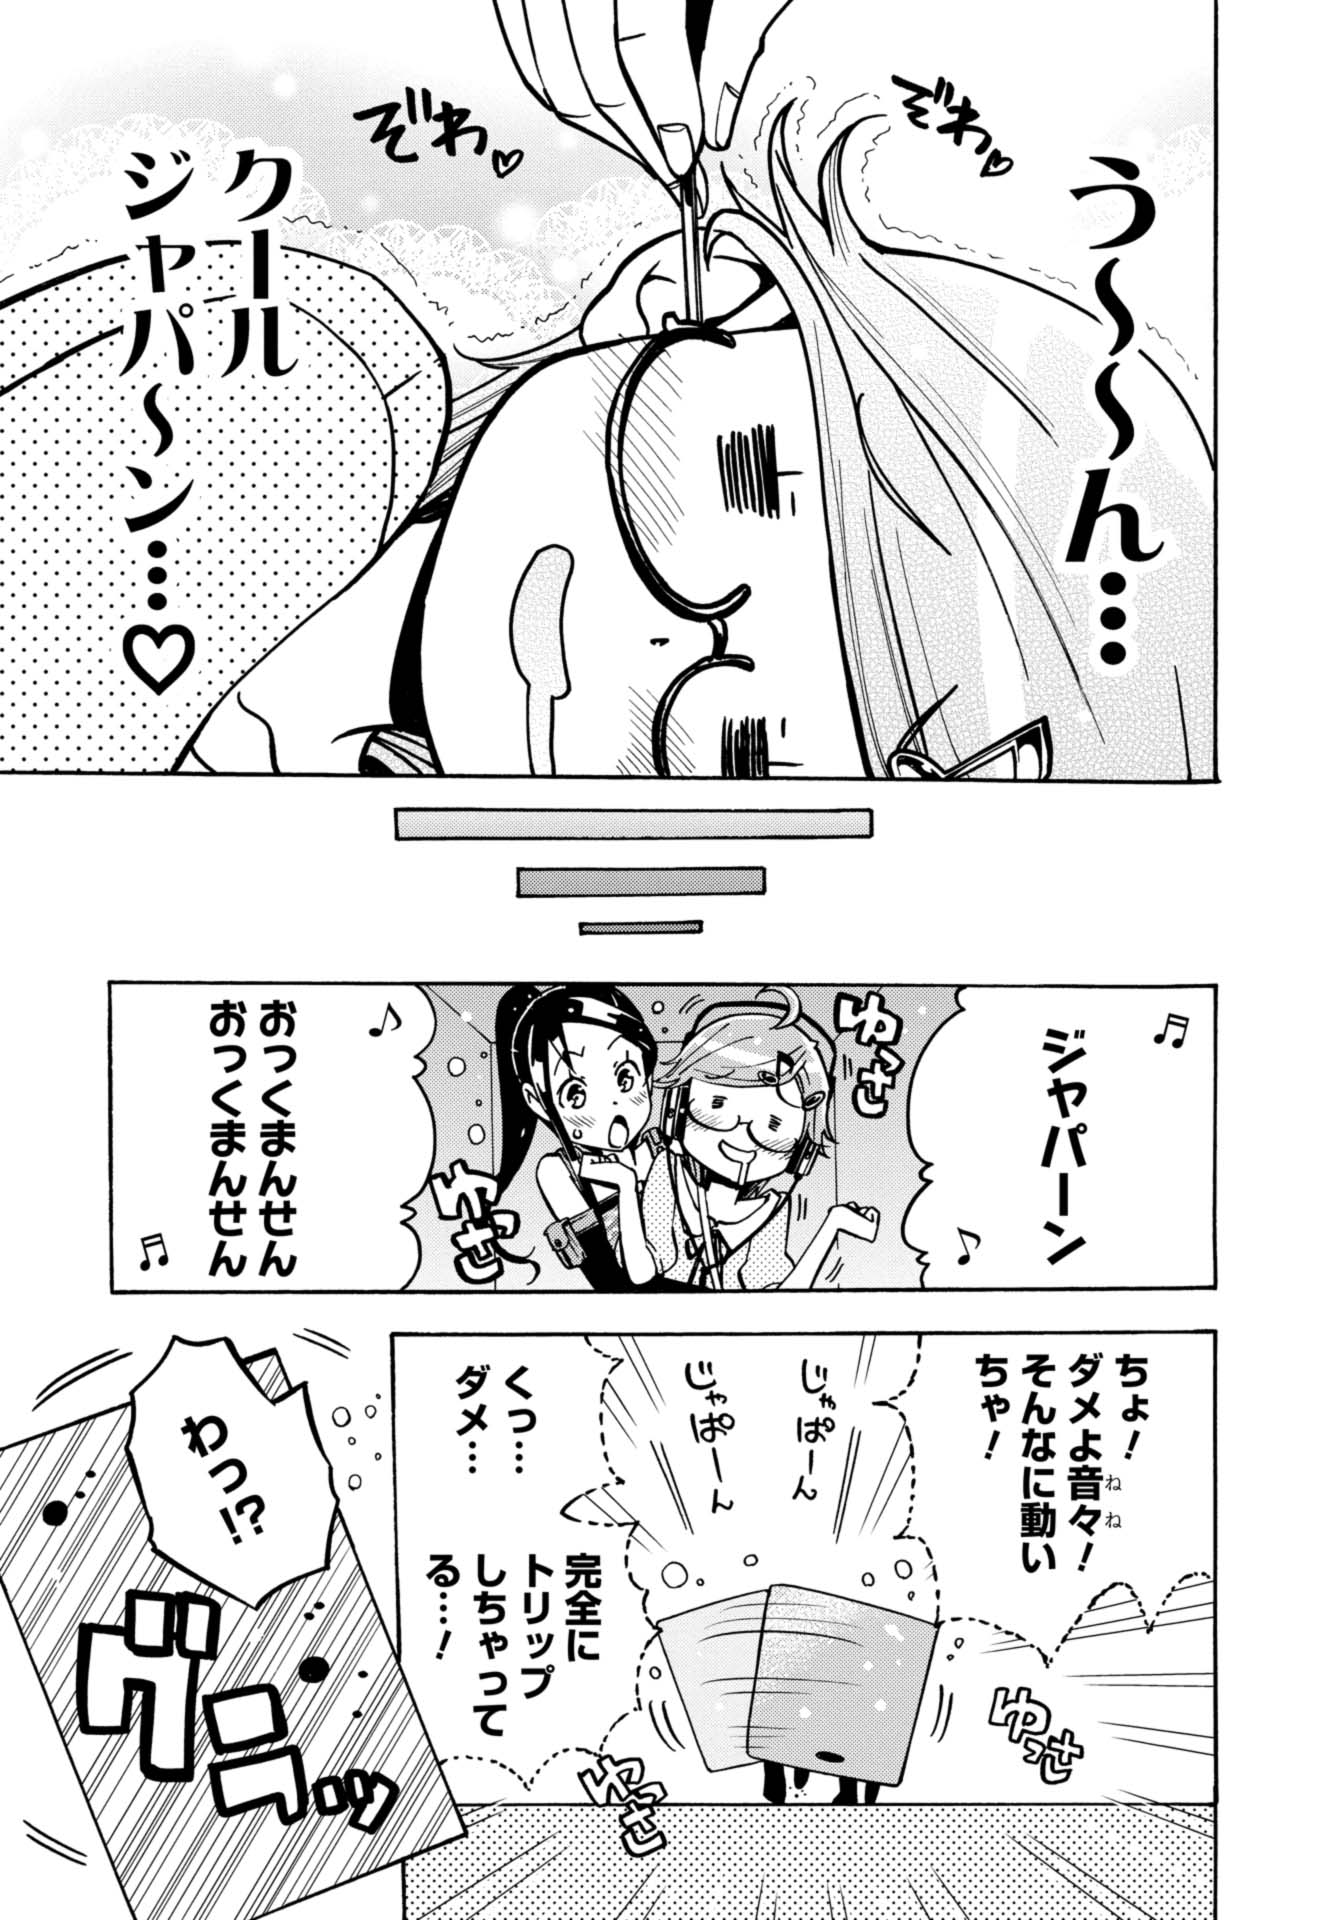 う～～ん…
ぞわ♡
ぞわ♡
クール
ジャパ～ン…♡
ジャパーン
ゆっさ
ゆっさ
おっくまんせん
おっくまんせん
ちょ！
ダメよ音々！
ねね
そんなに動い
ちゃ！
じゃぱーん
じゃぱーん
ゆっさ
ゆっさ
くっ…
ダメ…
完全に
トリップ
しちゃって
る…！
わっ!?
グラッ